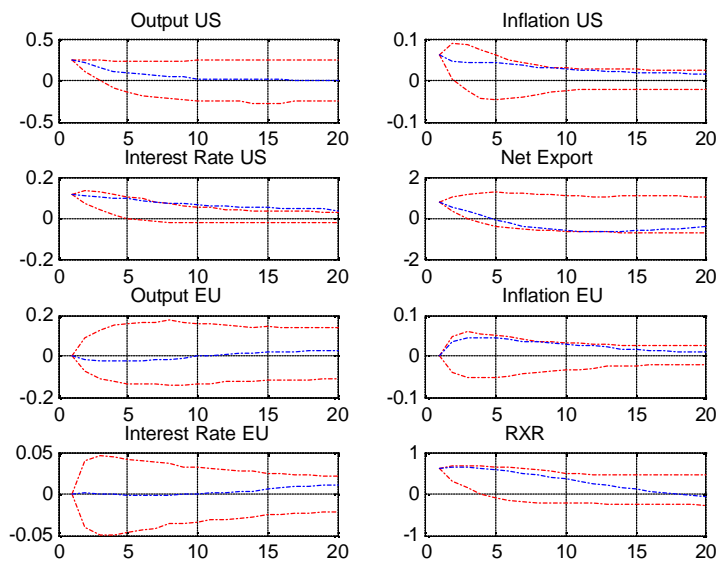 Output US
Inflation US
0.5
0
-0.5
0 5 10 15 20
0.1
0
-0.1
0 5 10 15 20
Interest Rate US
Net Export
0.2
0
-0.2
0 5 10 15 20
2
0
-2
0 5 10 15 20
Output EU
Inflation EU
0.2
0
-0.2
0 5 10 15 20
0.1
0
-0.1
0 5 10 15 20
Interest Rate EU
RXR
0.05
0
-0.05
0 5 10 15 20
1
0
-1
0 5 10 15 20